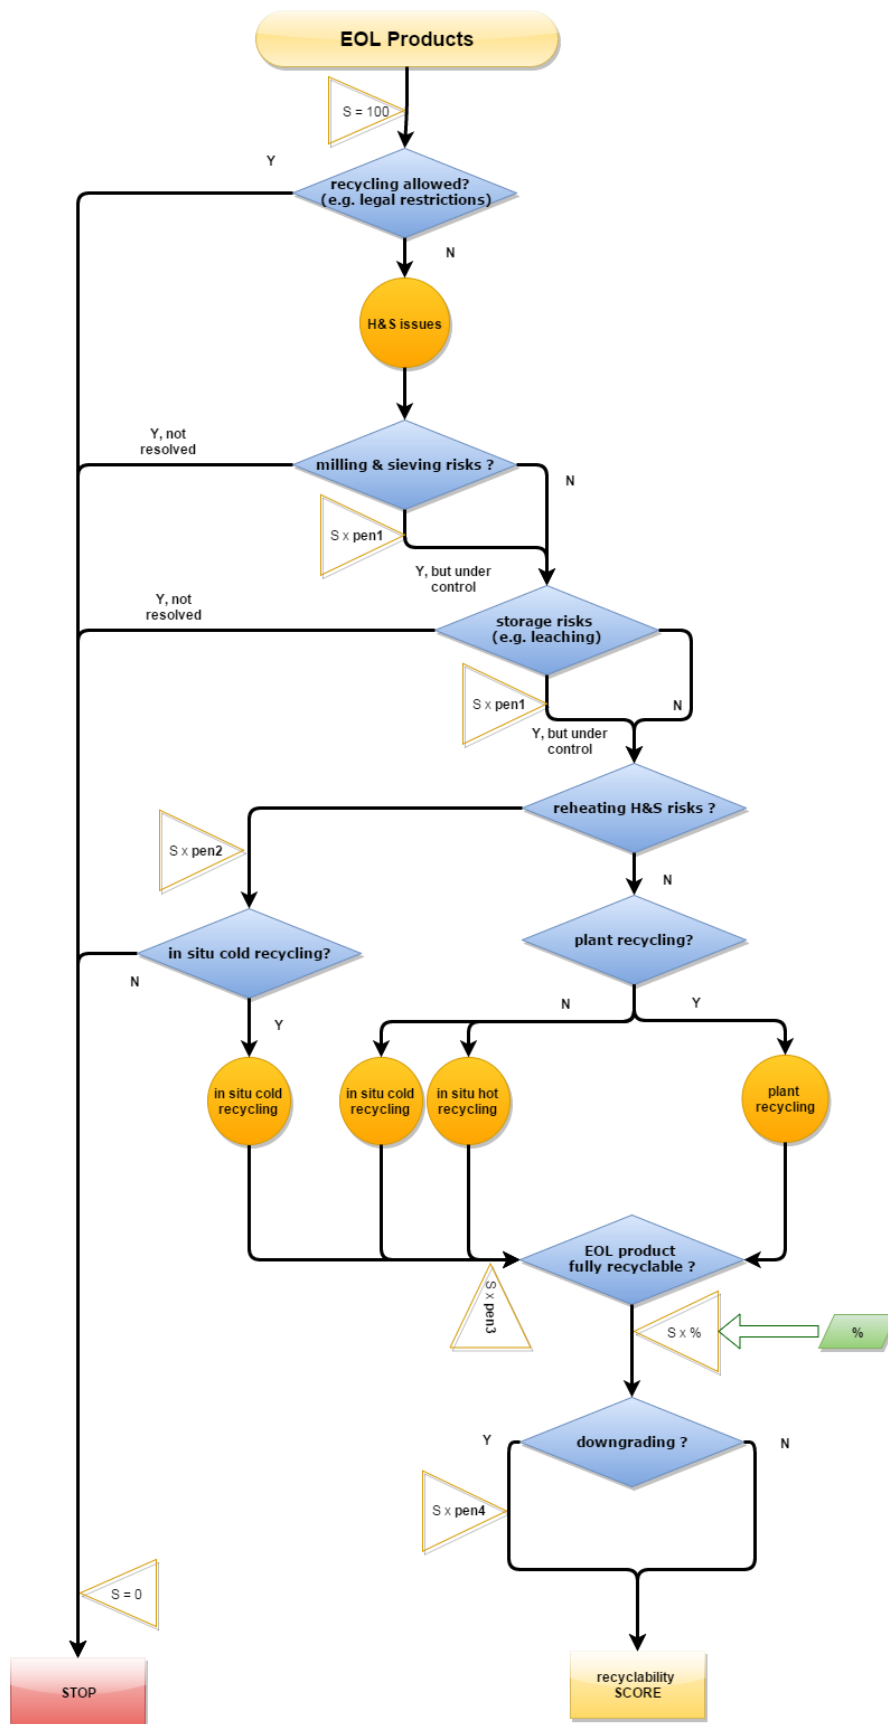 EOL Products
S = 100
Y
recycling allowed?
(e.g. legal restrictions)
N
H&S issues
Y, not
resolved
milling & sieving risks ?
N
S x pen1
Y, but under
control
Y, not
resolved
storage risks
(e.g. leaching)
S x pen1
N
Y, but under
control
reheating H&S risks ?
S x pen2
N
in situ cold recycling?
plant recycling?
N
Y
N
Y
in situ cold
recycling
in situ cold
recycling
in situ hot
recycling
plant
recycling
EOL product
fully recyclable ?
S x pen3
S x %
%
Y
downgrading ?
N
S x pen4
S = 0
STOP
recyclability
SCORE